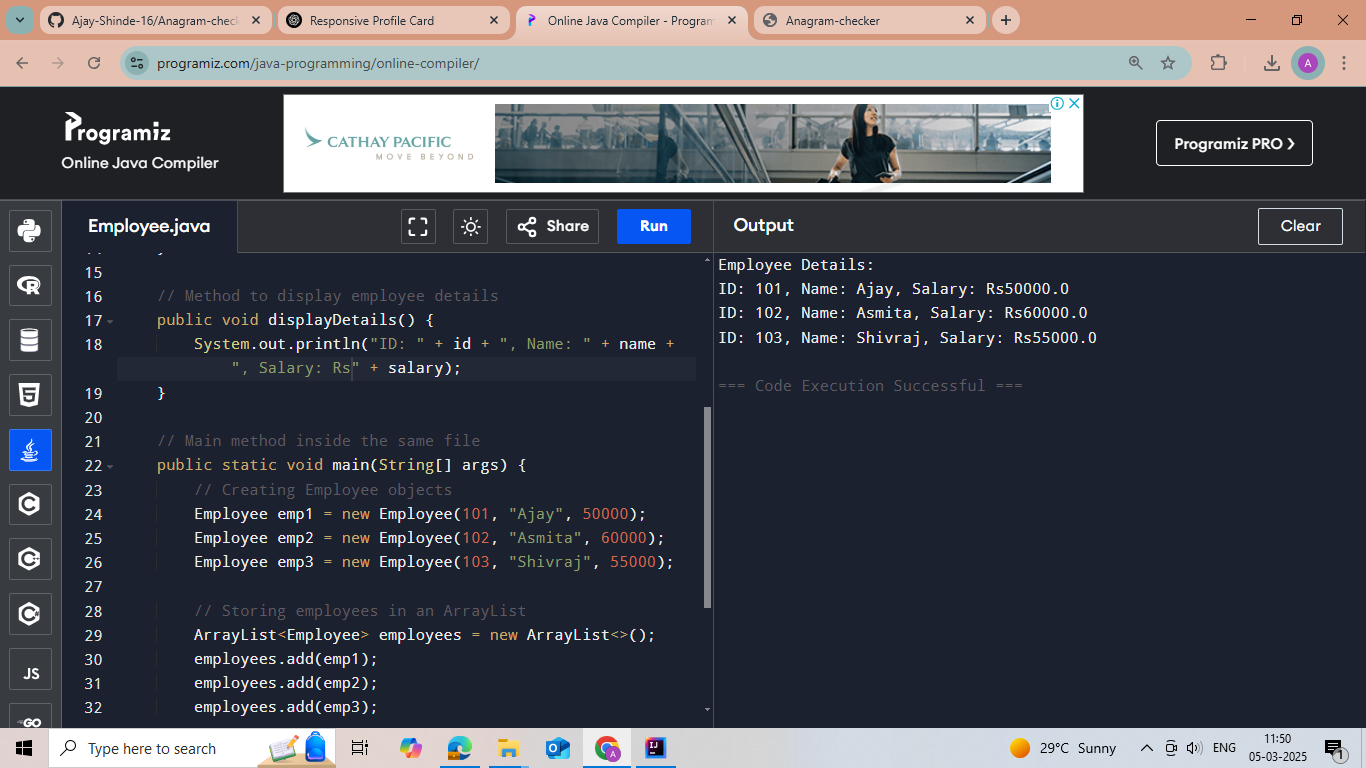 Ajay-Shinde-16/Anagram-chec
Responsive Profile Card
Online Java Compiler - Program
Anagram-checker
programiz.com/java-programming/online-compiler/
A
Programiz
Online Java Compiler
CATHAY PACIFIC
MOVE BEYOND
Programiz PRO ❯
Employee.java
Share
Run
Output
Clear
15
16 // Method to display employee details
17 public void displayDetails() {
18 System.out.println("ID: " + id + ", Name: " + name +
", Salary: Rs" + salary);
19 }
20
21 // Main method inside the same file
22 public static void main(String[] args) {
23 // Creating Employee objects
24 Employee emp1 = new Employee(101, "Ajay", 50000);
25 Employee emp2 = new Employee(102, "Asmita", 60000);
26 Employee emp3 = new Employee(103, "Shivraj", 55000);
27
28 // Storing employees in an ArrayList
29 ArrayList<Employee> employees = new ArrayList<>();
30 employees.add(emp1);
31 employees.add(emp2);
32 employees.add(emp3);
Employee Details:
ID: 101, Name: Ajay, Salary: Rs50000.0
ID: 102, Name: Asmita, Salary: Rs60000.0
ID: 103, Name: Shivraj, Salary: Rs55000.0
=== Code Execution Successful ===
JS
GO
Type here to search
29°C Sunny
ENG
11:50
05-03-2025
1